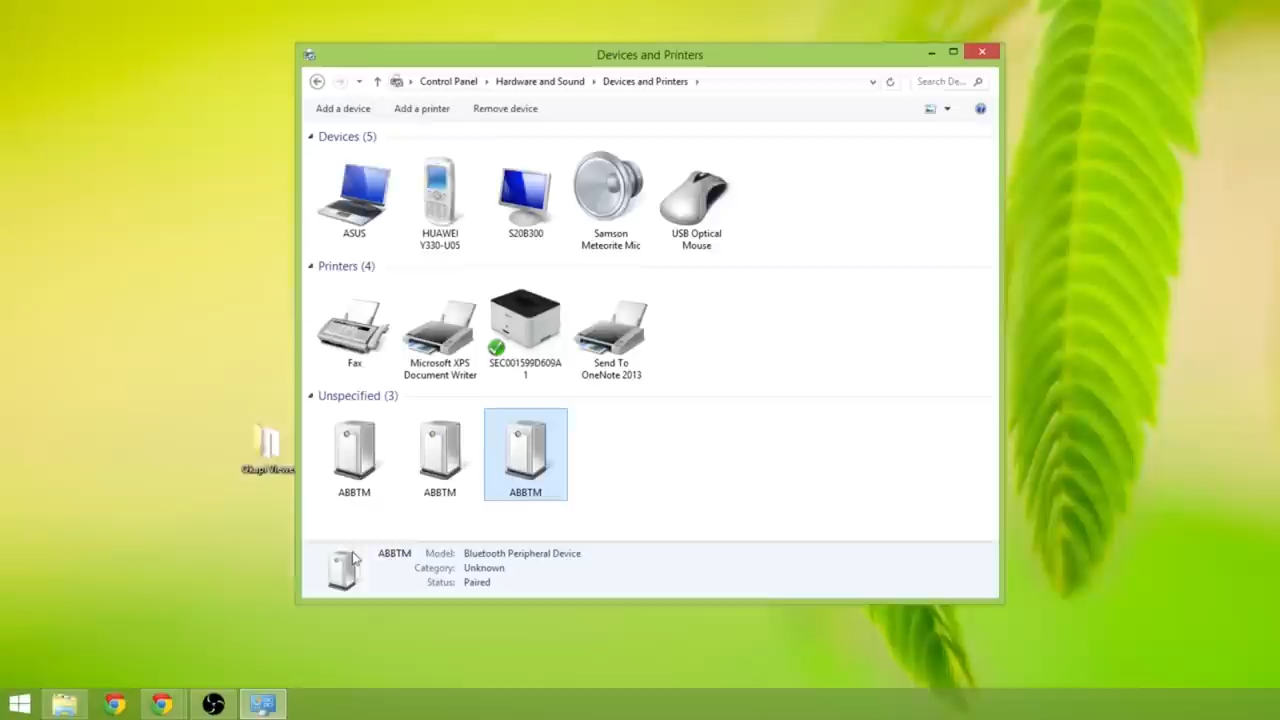 Devices and Printers
Control Panel Hardware and Sound Devices and Printers Search De...
Add a device Add a printer Remove device
Devices (5)
ASUS
HUAWEI
Y330-U05
S20B300
Samson
Meteorite Mic
USB Optical
Mouse
Printers (4)
Fax
Microsoft XPS
Document Writer
SEC001599D609A
1
Send To
OneNote 2013
Unspecified (3)
ABBTM
ABBTM
ABBTM
Okapi Viewer
ABBTM Model: Bluetooth Peripheral Device
Category: Unknown
Status: Paired